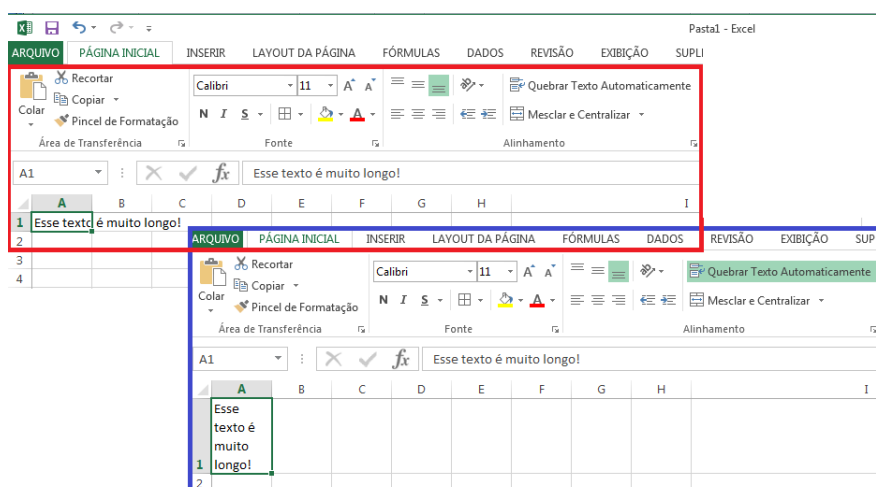 Pasta1 - Excel
ARQUIVO PÁGINA INICIAL INSERIR LAYOUT DA PÁGINA FÓRMULAS DADOS REVISÃO EXIBIÇÃO SUPLI
Recortar
Copiar
Pincel de Formatação
Colar
Calibri 11 A A
N I S A
Quebrar Texto Automaticamente
Mesclar e Centralizar
Área de Transferência Fonte Alinhamento
A1 fx Esse texto é muito longo!
A B C D E F G H I
1 Esse texto é muito longo!
2
3
4
ARQUIVO PÁGINA INICIAL INSERIR LAYOUT DA PÁGINA FÓRMULAS DADOS REVISÃO EXIBIÇÃO SUP
Recortar
Copiar
Pincel de Formatação
Colar
Calibri 11 A A
N I S A
Quebrar Texto Automaticamente
Mesclar e Centralizar
Área de Transferência Fonte Alinhamento
A1 fx Esse texto é muito longo!
A B C D E F G H I
Esse
texto é
muito
1 longo!
2